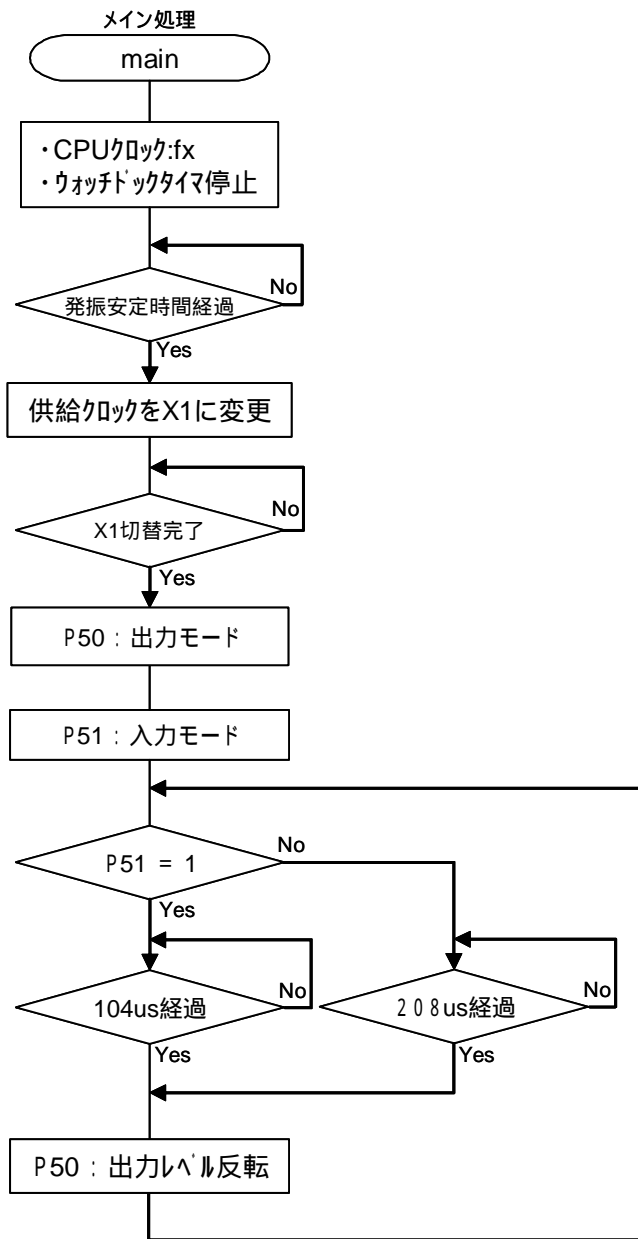 メイン処理
main
・CPUクロック:fx
・ウォッチドックタイマ停止
No
発振安定時間経過
Yes
供給クロックをX1に変更
No
X1切替完了
Yes
P50：出力モード
P51：入力モード
No
P51 = 1
Yes
104us経過
No
２０８us経過
No
Yes
Yes
P50：出力レベル反転